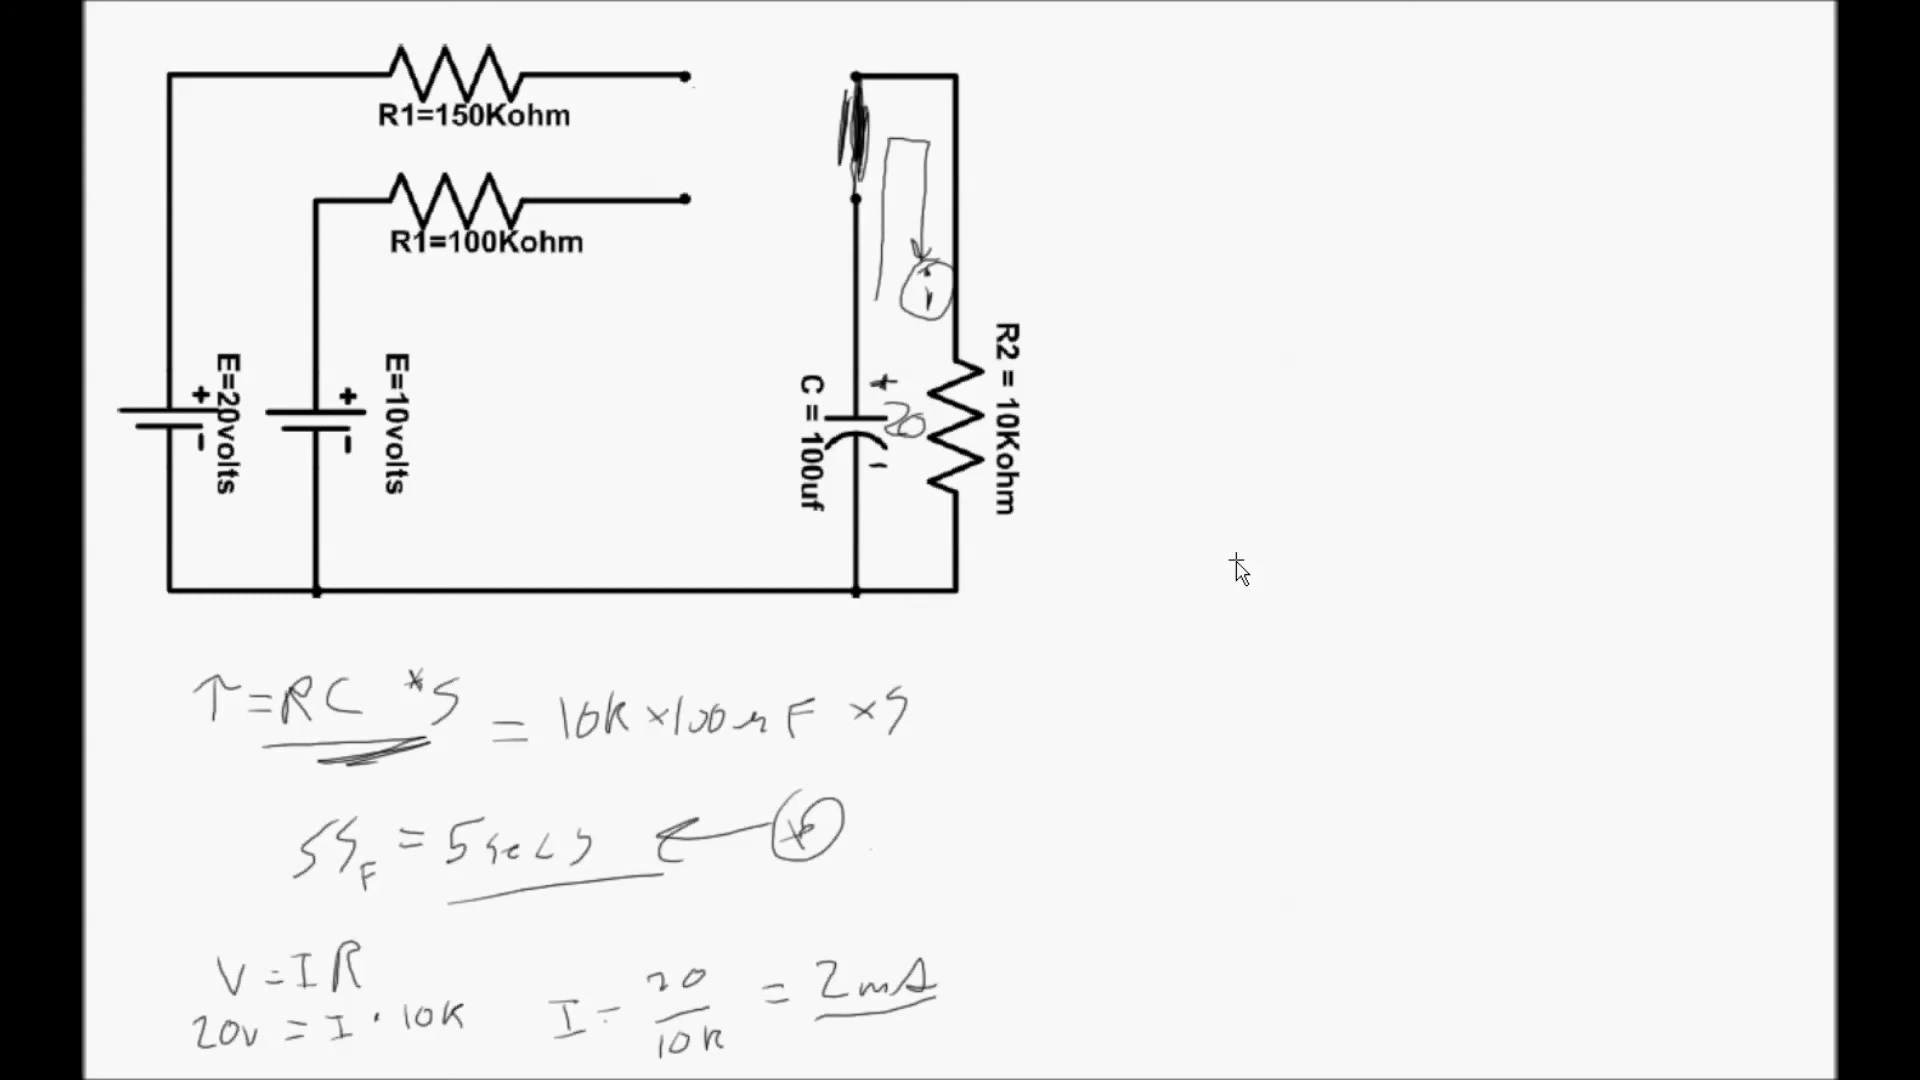 R1=150Kohm
R1=100Kohm
E=20volts
+
-
E=10volts
+
-
C = 100uf
+
20
-
R2 = 10Kohm
i
τ=RC *5 = 10K×100μF ×5
SS_F = 5secs
V=IR
20v = I · 10K
I = 20/10K = 2mA